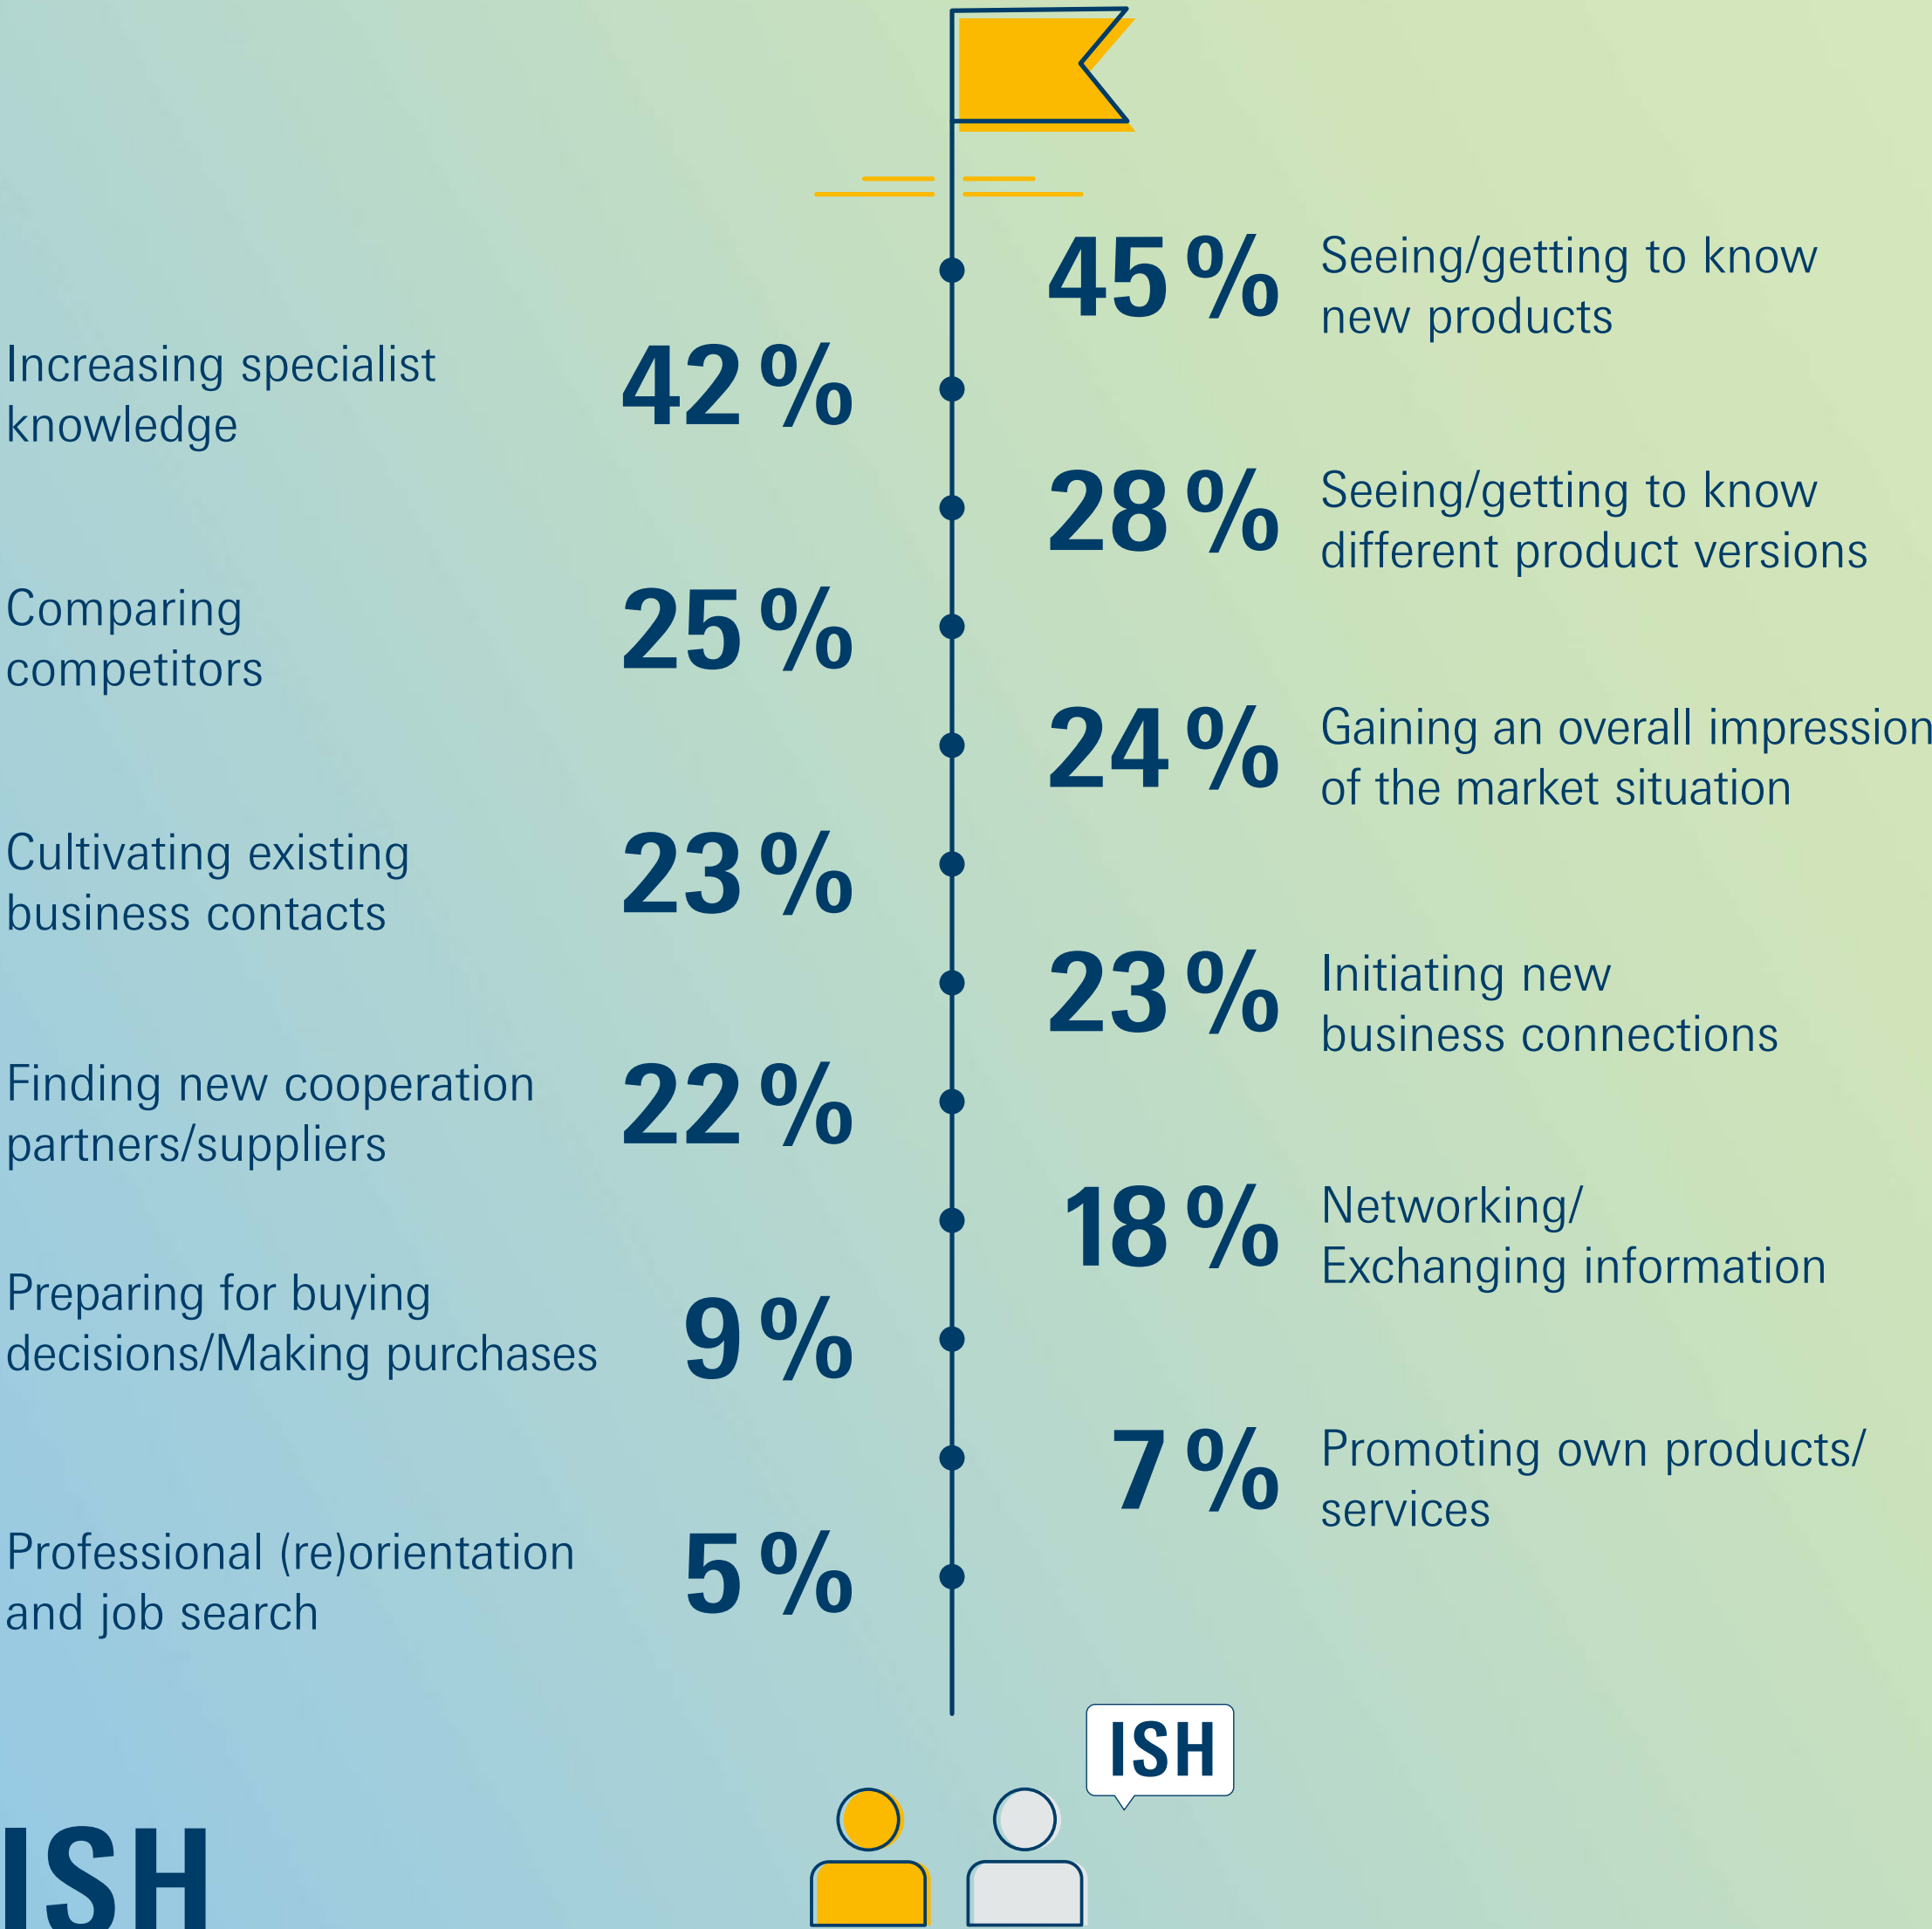 45 %
Seeing/getting to know
new products
Increasing specialist
knowledge
42 %
28 %
Seeing/getting to know
different product versions
Comparing
competitors
25 %
24 %
Gaining an overall impression
of the market situation
Cultivating existing
business contacts
23 %
23 %
Initiating new
business connections
Finding new cooperation
partners/suppliers
22 %
18 %
Networking/
Exchanging information
Preparing for buying
decisions/Making purchases
9 %
7 %
Promoting own products/
services
Professional (re)orientation
and job search
5 %
ISH
ISH